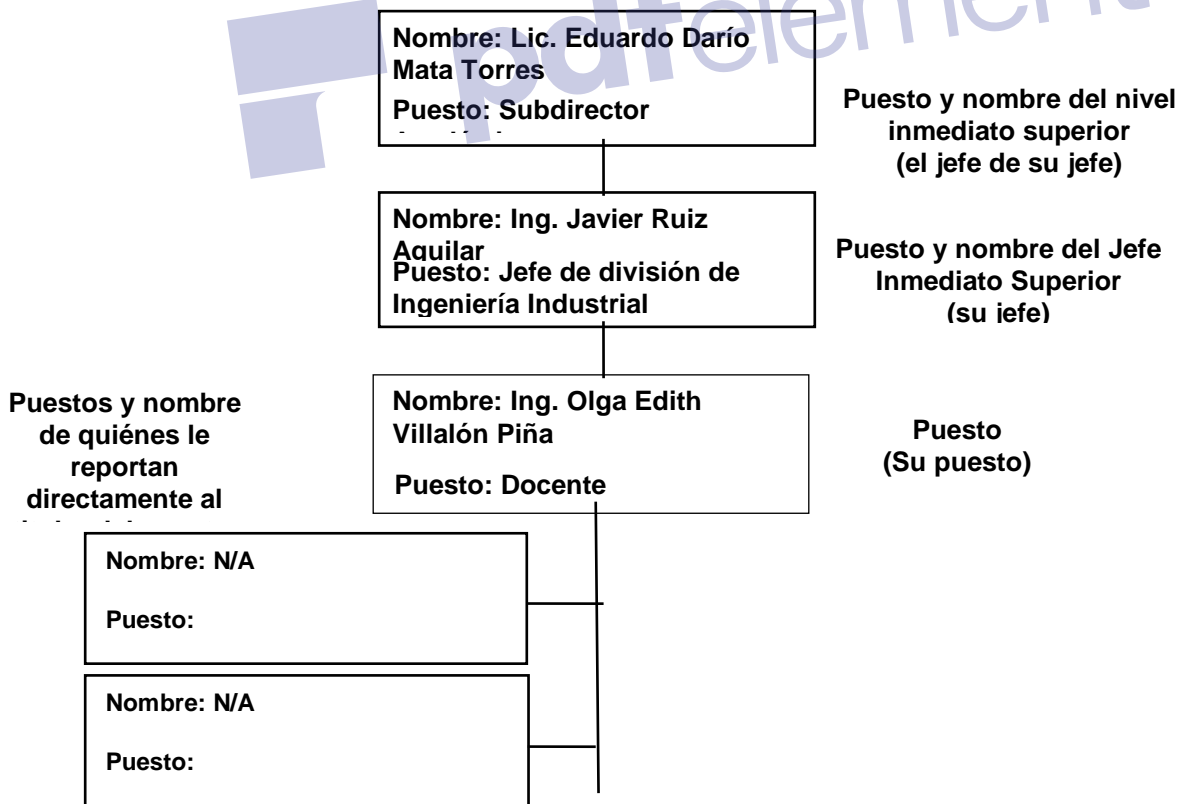 pdfelement
Nombre: Lic. Eduardo Darío
Mata Torres
Puesto: Subdirector
Puesto y nombre del nivel
inmediato superior
(el jefe de su jefe)
Nombre: Ing. Javier Ruiz
Aguilar
Puesto: Jefe de división de
Ingeniería Industrial
Puesto y nombre del Jefe
Inmediato Superior
(su jefe)
Puestos y nombre
de quiénes le
reportan
directamente al
Nombre: Ing. Olga Edith
Villalón Piña
Puesto: Docente
Puesto
(Su puesto)
Nombre: N/A
Puesto:
Nombre: N/A
Puesto: